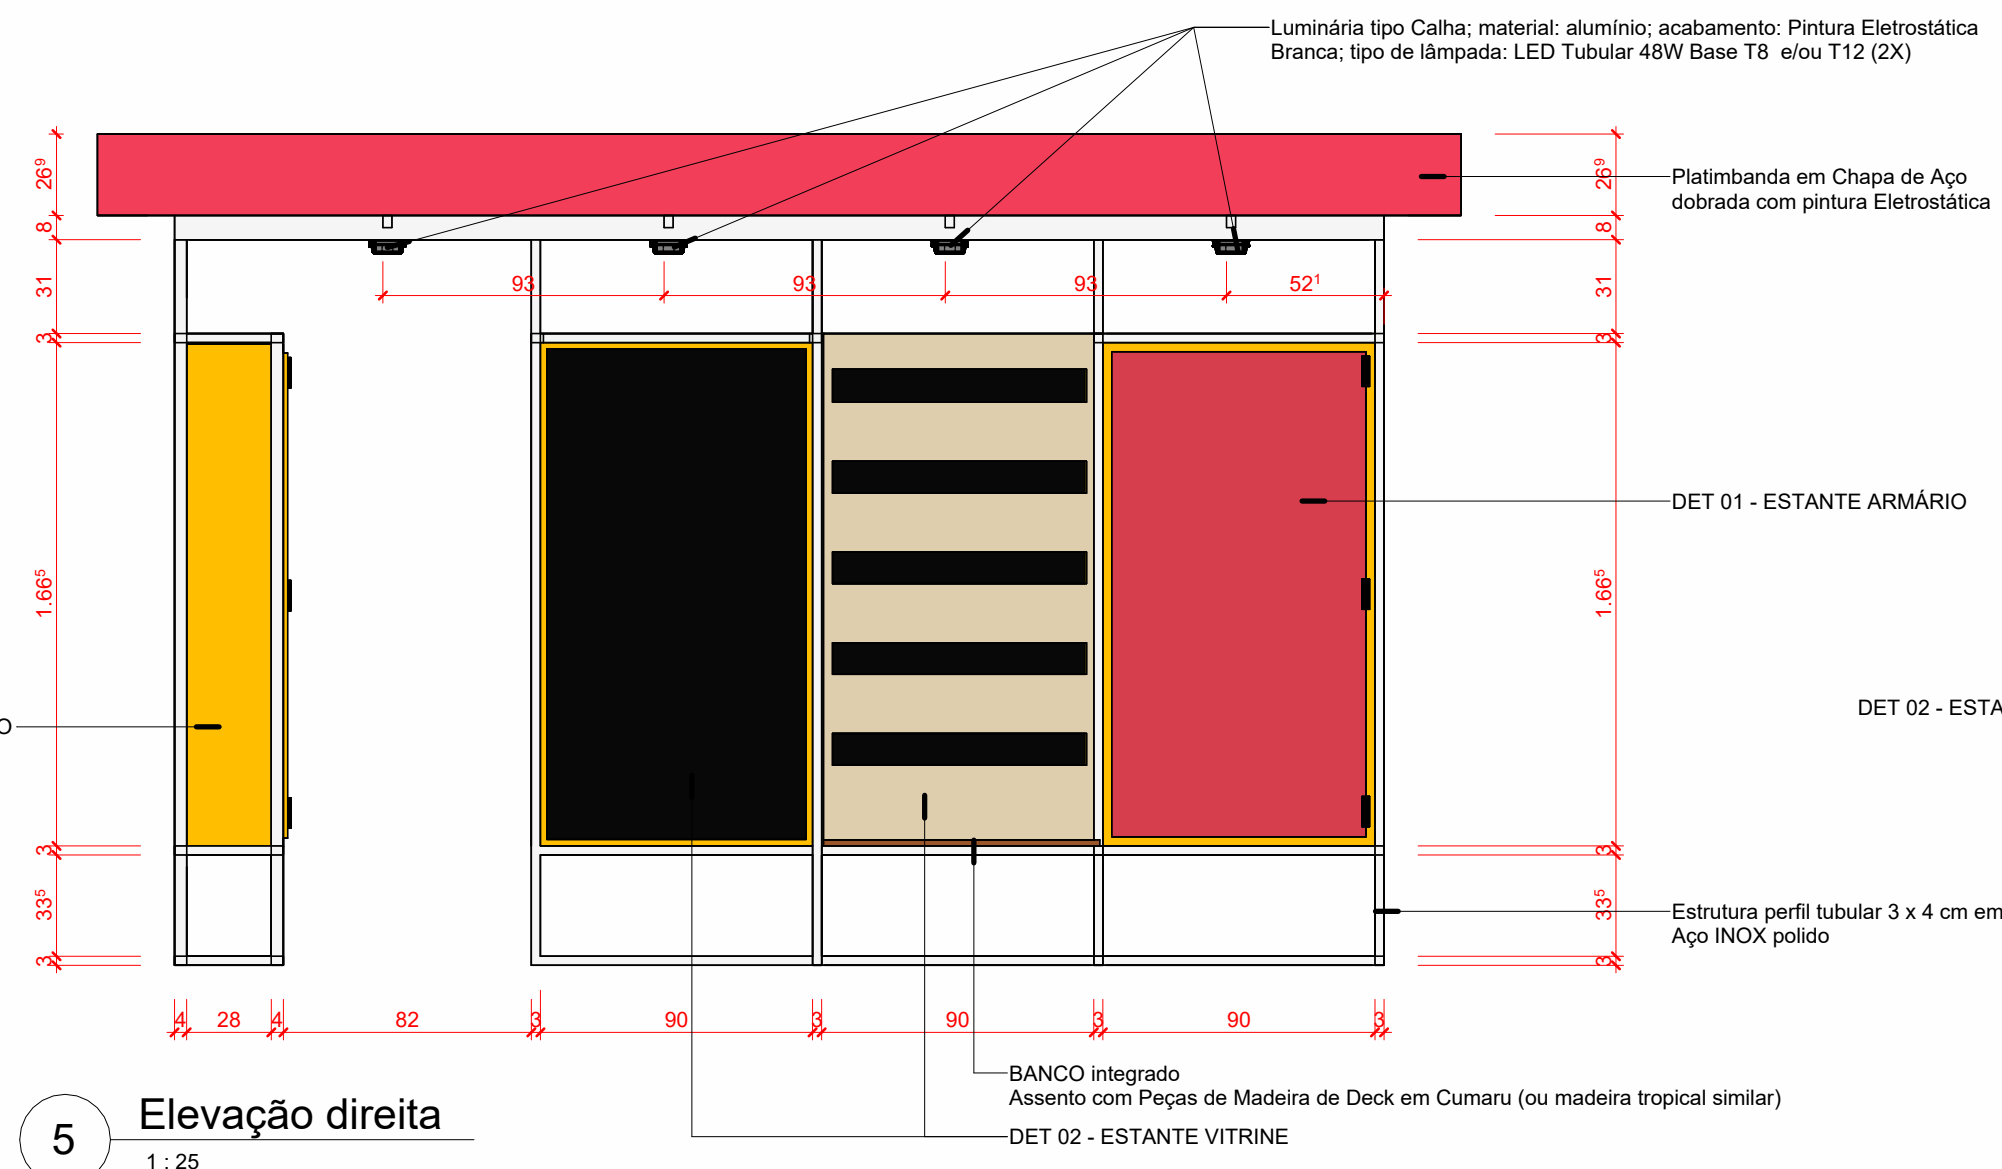 Luminária tipo Calha; material: alumínio; acabamento: Pintura Eletrostática
Branca; tipo de lâmpada: LED Tubular 48W Base T8 e/ou T12 (2X)
26⁹
8
31
3
1.66⁵
3
33⁵
3
26⁹
8
31
3
1.66⁵
3
33⁵
3
Platimbanda em Chapa de Aço
dobrada com pintura Eletrostática
93 93 93 52¹
DET 01 - ESTANTE ARMÁRIO
O
DET 02 - ESTA
Estrutura perfil tubular 3 x 4 cm em
Aço INOX polido
4 28 4 82 3 90 3 90 3 90 3
BANCO integrado
Assento com Peças de Madeira de Deck em Cumaru (ou madeira tropical similar)
DET 02 - ESTANTE VITRINE
5
Elevação direita
1 : 25